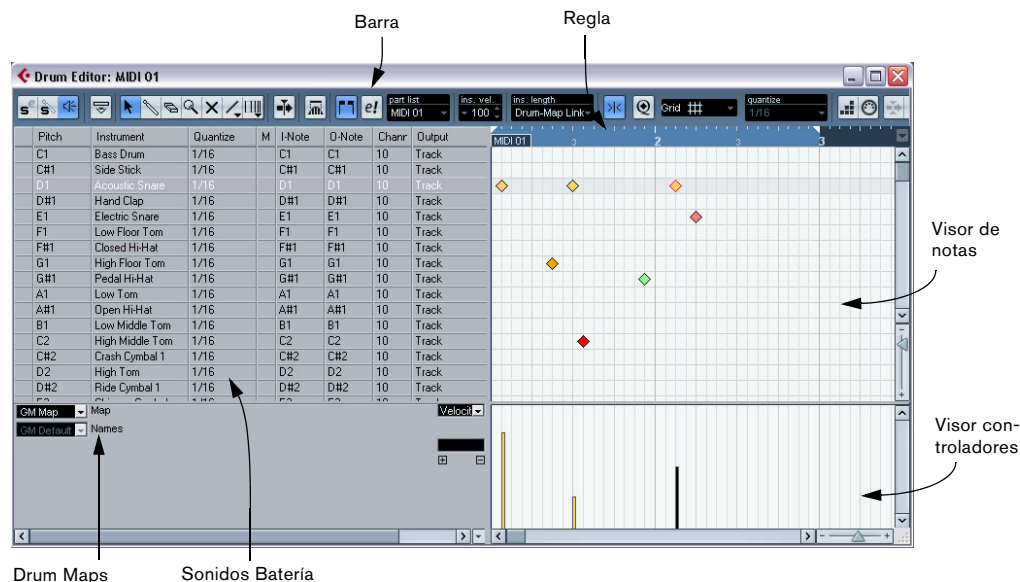 Barra
Regla
Drum Editor: MIDI 01
part list
MIDI 01
ins. vel.
100
ins. length
Drum-Map Link
Grid
quantize
1/16
Pitch Instrument Quantize M I-Note O-Note Chanr Output
MIDI 01 2 3
C1 Bass Drum 1/16 C1 C1 10 Track
C#1 Side Stick 1/16 C#1 C#1 10 Track
D1 Acoustic Snare 1/16 D1 D1 10 Track
D#1 Hand Clap 1/16 D#1 D#1 10 Track
E1 Electric Snare 1/16 E1 E1 10 Track
F1 Low Floor Tom 1/16 F1 F1 10 Track
F#1 Closed Hi-Hat 1/16 F#1 F#1 10 Track
G1 High Floor Tom 1/16 G1 G1 10 Track
G#1 Pedal Hi-Hat 1/16 G#1 G#1 10 Track
A1 Low Tom 1/16 A1 A1 10 Track
A#1 Open Hi-Hat 1/16 A#1 A#1 10 Track
B1 Low Middle Tom 1/16 B1 B1 10 Track
C2 High Middle Tom 1/16 C2 C2 10 Track
C#2 Crash Cymbal 1 1/16 C#2 C#2 10 Track
D2 High Tom 1/16 D2 D2 10 Track
D#2 Ride Cymbal 1 1/16 D#2 D#2 10 Track
Visor de
notas
GM Map Map Velocit
GM Default Names
Visor con-
troladores
Drum Maps
Sonidos Batería